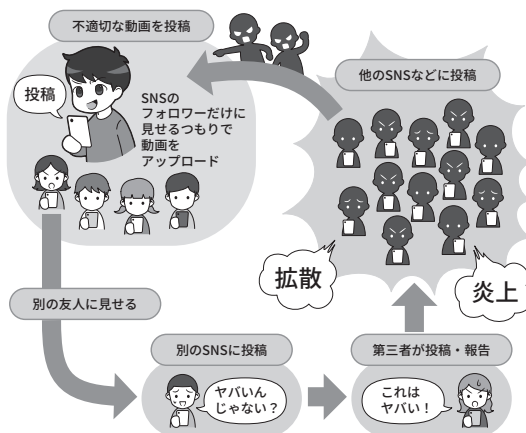 不適切な動画を投稿
投稿
SNSの
フォロワーだけに
見せるつもりで
動画を
アップロード
別の友人に見せる
別のSNSに投稿
ヤバいん
じゃない？
第三者が投稿・報告
これは
ヤバい！
他のSNSなどに投稿
拡散
炎上